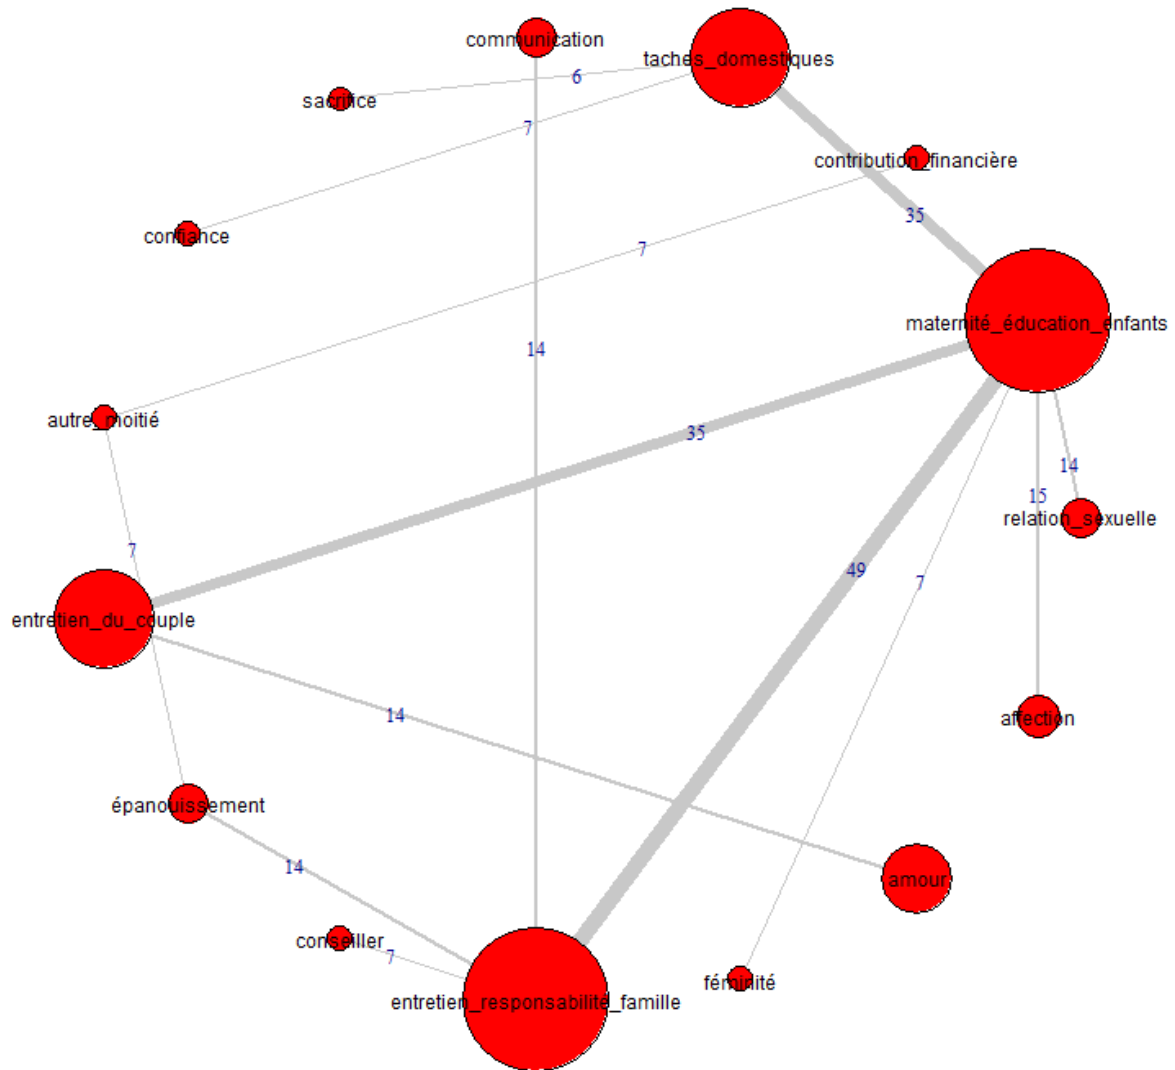 communication
taches_domestiques
6
sacrifice
7
contribution_financière
35
confiance
7
maternité_éducation_enfants
14
autre_moitié
35
14
15
relation_sexuelle
7
49
7
entretien_du_couple
14
affection
épanouissement
14
amour
conseiller
7
féminité
entretien_responsabilité_famille